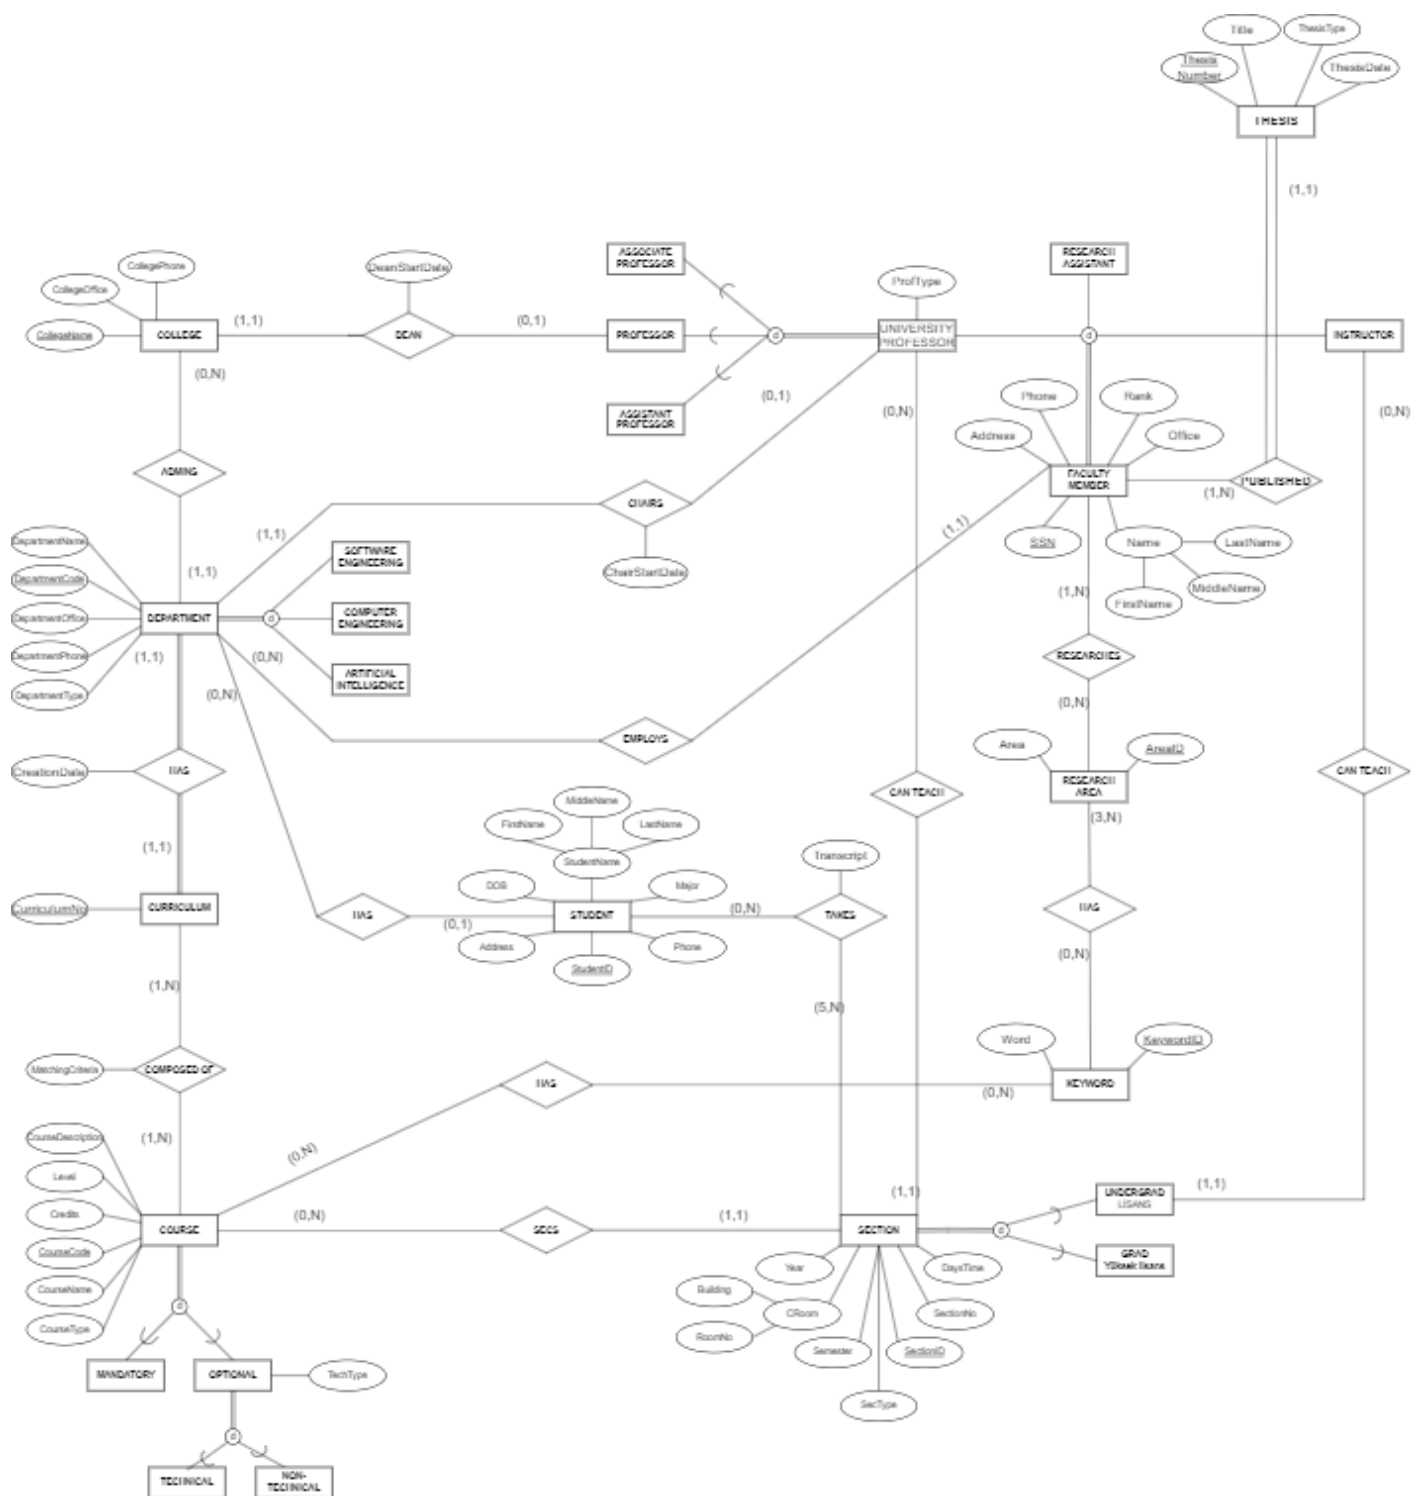 Title
ThesisType
Thesis
Number
ThesisDate
THESIS
(1,1)
ASSOCIATE
PROFESSOR
RESEARCH
ASSISTANT
CollegePhone
DeanStartDate
ProfType
CollegeOffice
CollegeName
COLLEGE
(1,1)
DEAN
(0,1)
PROFESSOR
d
UNIVERSITY
PROFESSOR
d
INSTRUCTOR
(0,N)
(0,1)
ASSISTANT
PROFESSOR
Phone
Rank
(0,N)
(0,N)
Address
Office
ADMINS
FACULTY
MEMBER
(1,N)
PUBLISHED
CHAIRS
(1,1)
(1,1)
DepartmentName
SOFTWARE
ENGINEERING
SSN
Name
LastName
ChairStartDate
(1,1)
DepartmentCode
MiddleName
(1,N)
FirstName
DepartmentOffice
DEPARTMENT
d
COMPUTER
ENGINEERING
DepartmentPhone
(1,1)
(0,N)
RESEARCHES
ARTIFICIAL
INTELLIGENCE
DepartmentType
(0,N)
(0,N)
EMPLOYS
Area
AreaID
CreationDate
HAS
CAN TEACH
RESEARCH
AREA
CAN TEACH
MiddleName
(3,N)
FirstName
LastName
(1,1)
StudentName
Transcript
DOB
Major
CurriculumNo
CURRICULUM
HAS
(0,1)
STUDENT
(0,N)
TAKES
HAS
Address
Phone
(0,N)
StudentID
(1,N)
(5,N)
Word
KeywordID
MatchingCriteria
COMPOSED OF
HAS
KEYWORD
(0,N)
CourseDescription
(1,N)
(0,N)
Level
(1,1)
UNDERGRAD
LISANS
(1,1)
Credits
(0,N)
(1,1)
COURSE
SECS
SECTION
d
CourseCode
GRAD
Yüksek lisans
Year
DaysTime
CourseName
Building
CRoom
SectionNo
d
CourseType
RoomNo
Semester
SectionID
MANDATORY
OPTIONAL
TechType
SecType
d
TECHNICAL
NON-
TECHNICAL